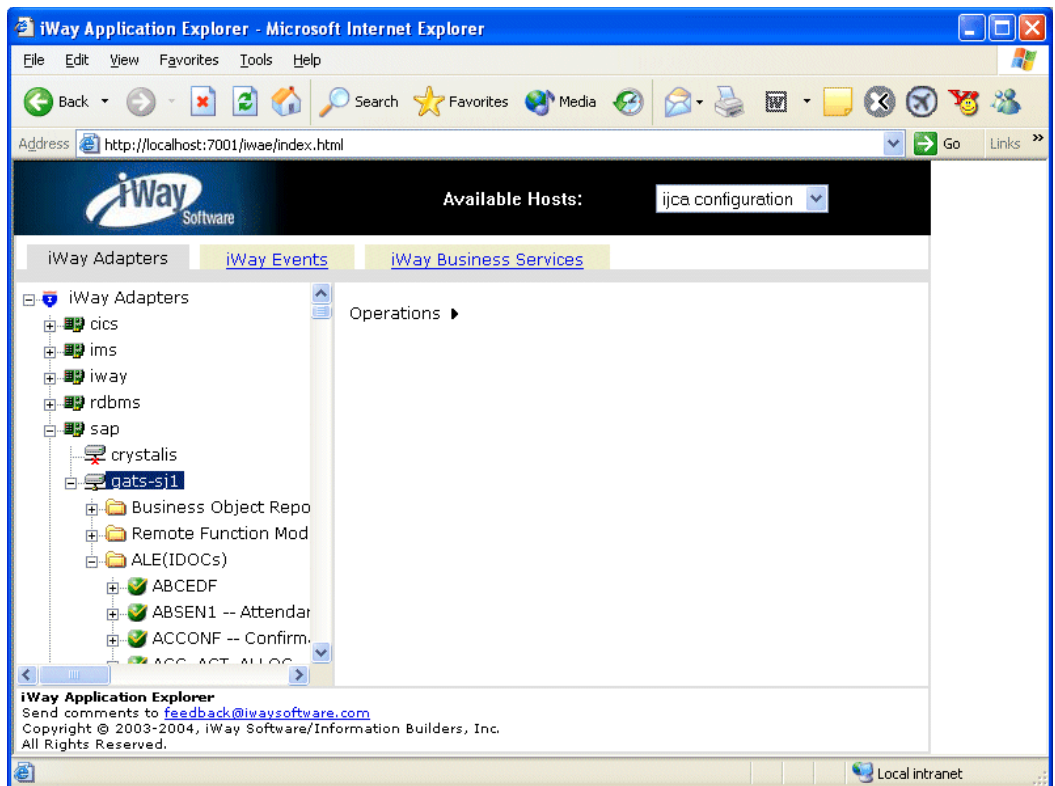 iWay Application Explorer - Microsoft Internet Explorer
File Edit View Favorites Tools Help
Back Search Favorites Media
Address http://localhost:7001/iwae/index.html Go Links »
iWay Software Available Hosts: ijca configuration
iWay Adapters iWay Events iWay Business Services
iWay Adapters
Operations
cics
ims
iway
rdbms
sap
crystalis
gats-sj1
Business Object Repo
Remote Function Mod
ALE(IDOCs)
ABCEDF
ABSEN1 -- Attendan
ACCONF -- Confirm
ACC_ACT_ALLOC
iWay Application Explorer
Send comments to feedback@iwaysoftware.com
Copyright © 2003-2004, iWay Software/Information Builders, Inc.
All Rights Reserved.
Local intranet